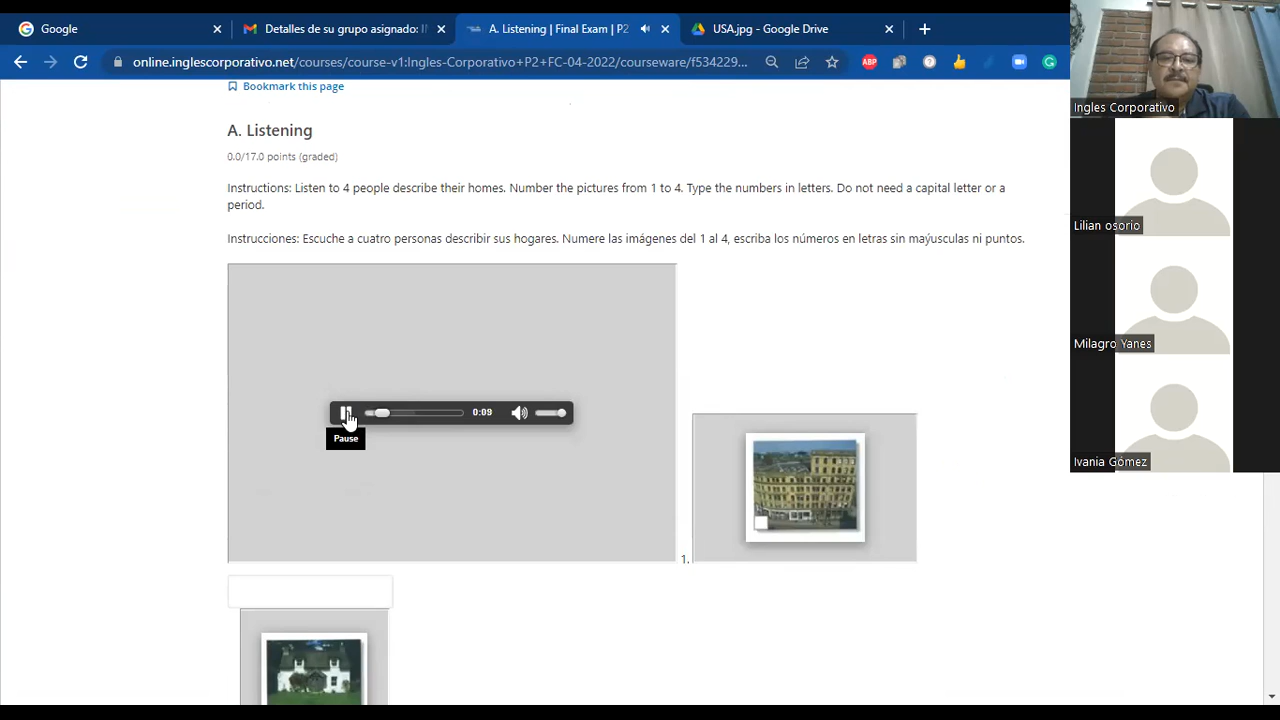 Google
Detalles de su grupo asignado:
A. Listening | Final Exam | P2
USA.jpg - Google Drive
online.inglescorporativo.net/courses/course-v1:Ingles-Corporativo+P2+FC-04-2022/courseware/f534229...
ABP
Bookmark this page
A. Listening
0.0/17.0 points (graded)
Instructions: Listen to 4 people describe their homes. Number the pictures from 1 to 4. Type the numbers in letters. Do not need a capital letter or a
period.
Instrucciones: Escuche a cuatro personas describir sus hogares. Numere las imágenes del 1 al 4, escriba los números en letras sin maýusculas ni puntos.
0:09
Pause
1.
Ingles Corporativo
Lilian osorio
Milagro Yanes
Ivania Gómez